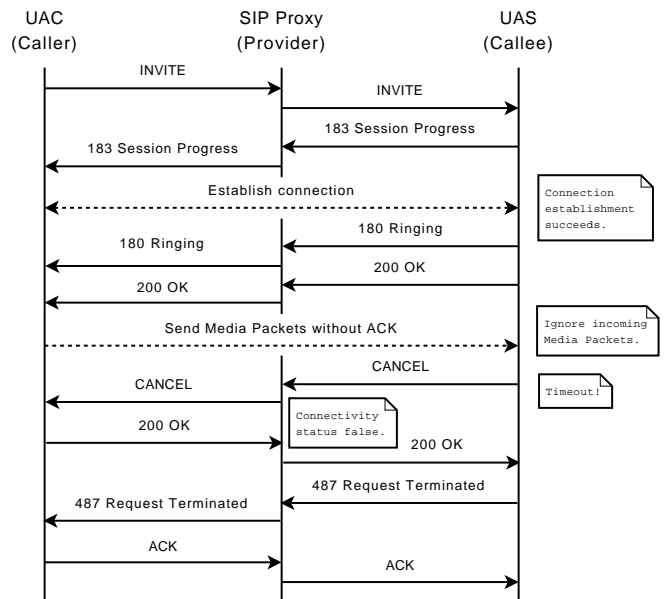 UAC
(Caller)
SIP Proxy
(Provider)
UAS
(Callee)
INVITE
INVITE
183 Session Progress
183 Session Progress
Establish connection
Connection
establishment
succeeds.
180 Ringing
180 Ringing
200 OK
200 OK
Send Media Packets without ACK
Ignore incoming
Media Packets.
CANCEL
CANCEL
Timeout!
Connectivity
status false.
200 OK
200 OK
487 Request Terminated
487 Request Terminated
ACK
ACK